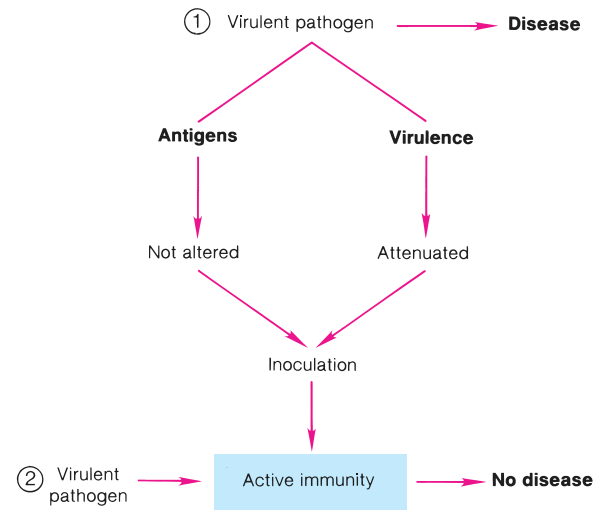 ① Virulent pathogen Disease
Antigens Virulence
Not altered Attenuated
Inoculation
② Virulent
pathogen
Active immunity No disease